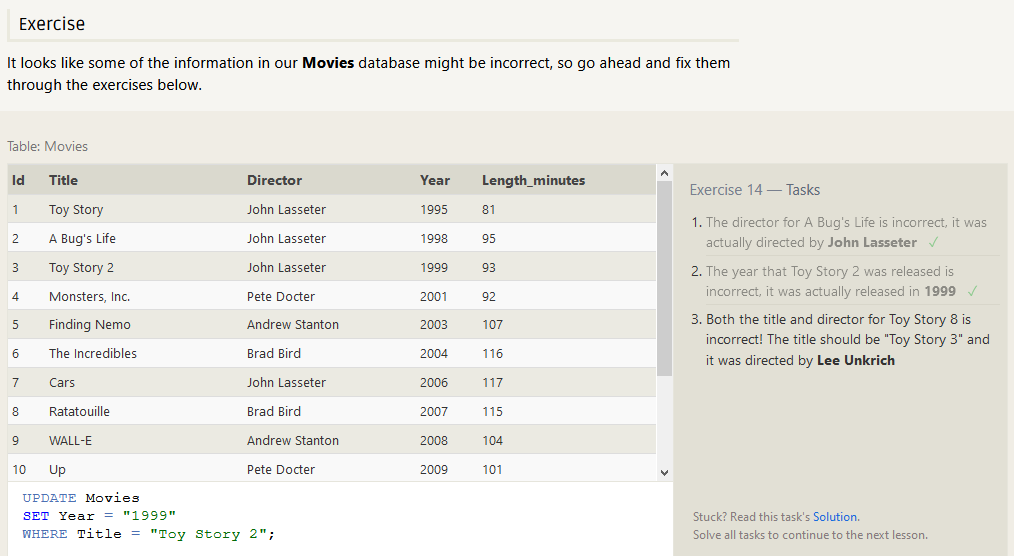 Exercise
It looks like some of the information in our Movies database might be incorrect, so go ahead and fix them
through the exercises below.
Table: Movies
Id Title Director Year Length_minutes
1 Toy Story John Lasseter 1995 81
2 A Bug's Life John Lasseter 1998 95
3 Toy Story 2 John Lasseter 1999 93
4 Monsters, Inc. Pete Docter 2001 92
5 Finding Nemo Andrew Stanton 2003 107
6 The Incredibles Brad Bird 2004 116
7 Cars John Lasseter 2006 117
8 Ratatouille Brad Bird 2007 115
9 WALL-E Andrew Stanton 2008 104
10 Up Pete Docter 2009 101
UPDATE Movies
SET Year = "1999"
WHERE Title = "Toy Story 2";
Exercise 14 — Tasks
1. The director for A Bug's Life is incorrect, it was
actually directed by John Lasseter ✓
2. The year that Toy Story 2 was released is
incorrect, it was actually released in 1999 ✓
3. Both the title and director for Toy Story 8 is
incorrect! The title should be "Toy Story 3" and
it was directed by Lee Unkrich
Stuck? Read this task's Solution.
Solve all tasks to continue to the next lesson.